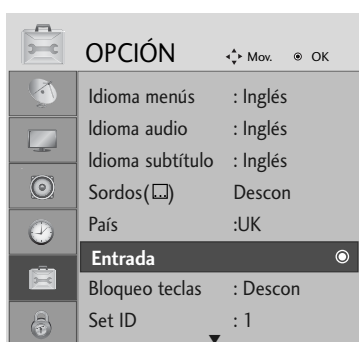 OPCIÓN Mov. OK
Idioma menús : Inglés
Idioma audio : Inglés
Idioma subtítulo : Inglés
Sordos( ) Descon
País :UK
Entrada
Bloqueo teclas : Descon
Set ID : 1